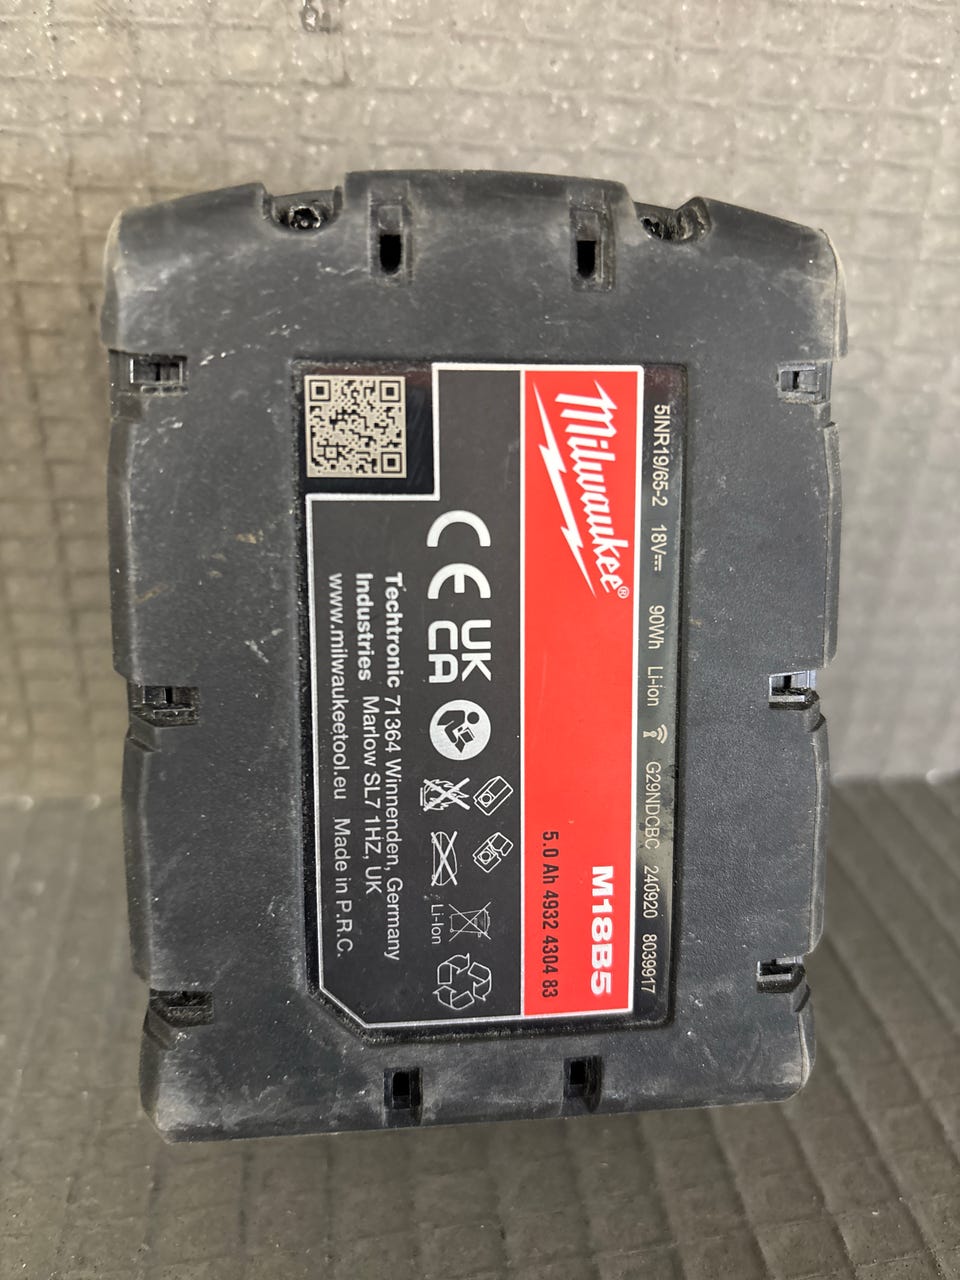 5INR19/65-2 18V⎓ 90Wh Li-ion G29NDCBC 240920 8039917
Milwaukee®
M18B5
5.0 Ah 4932 4304 83
CE UK
CA
Li-Ion
Techtronic 71364 Winnenden, Germany
Industries Marlow SL7 1HZ, UK
www.milwaukeetool.eu Made in P.R.C.